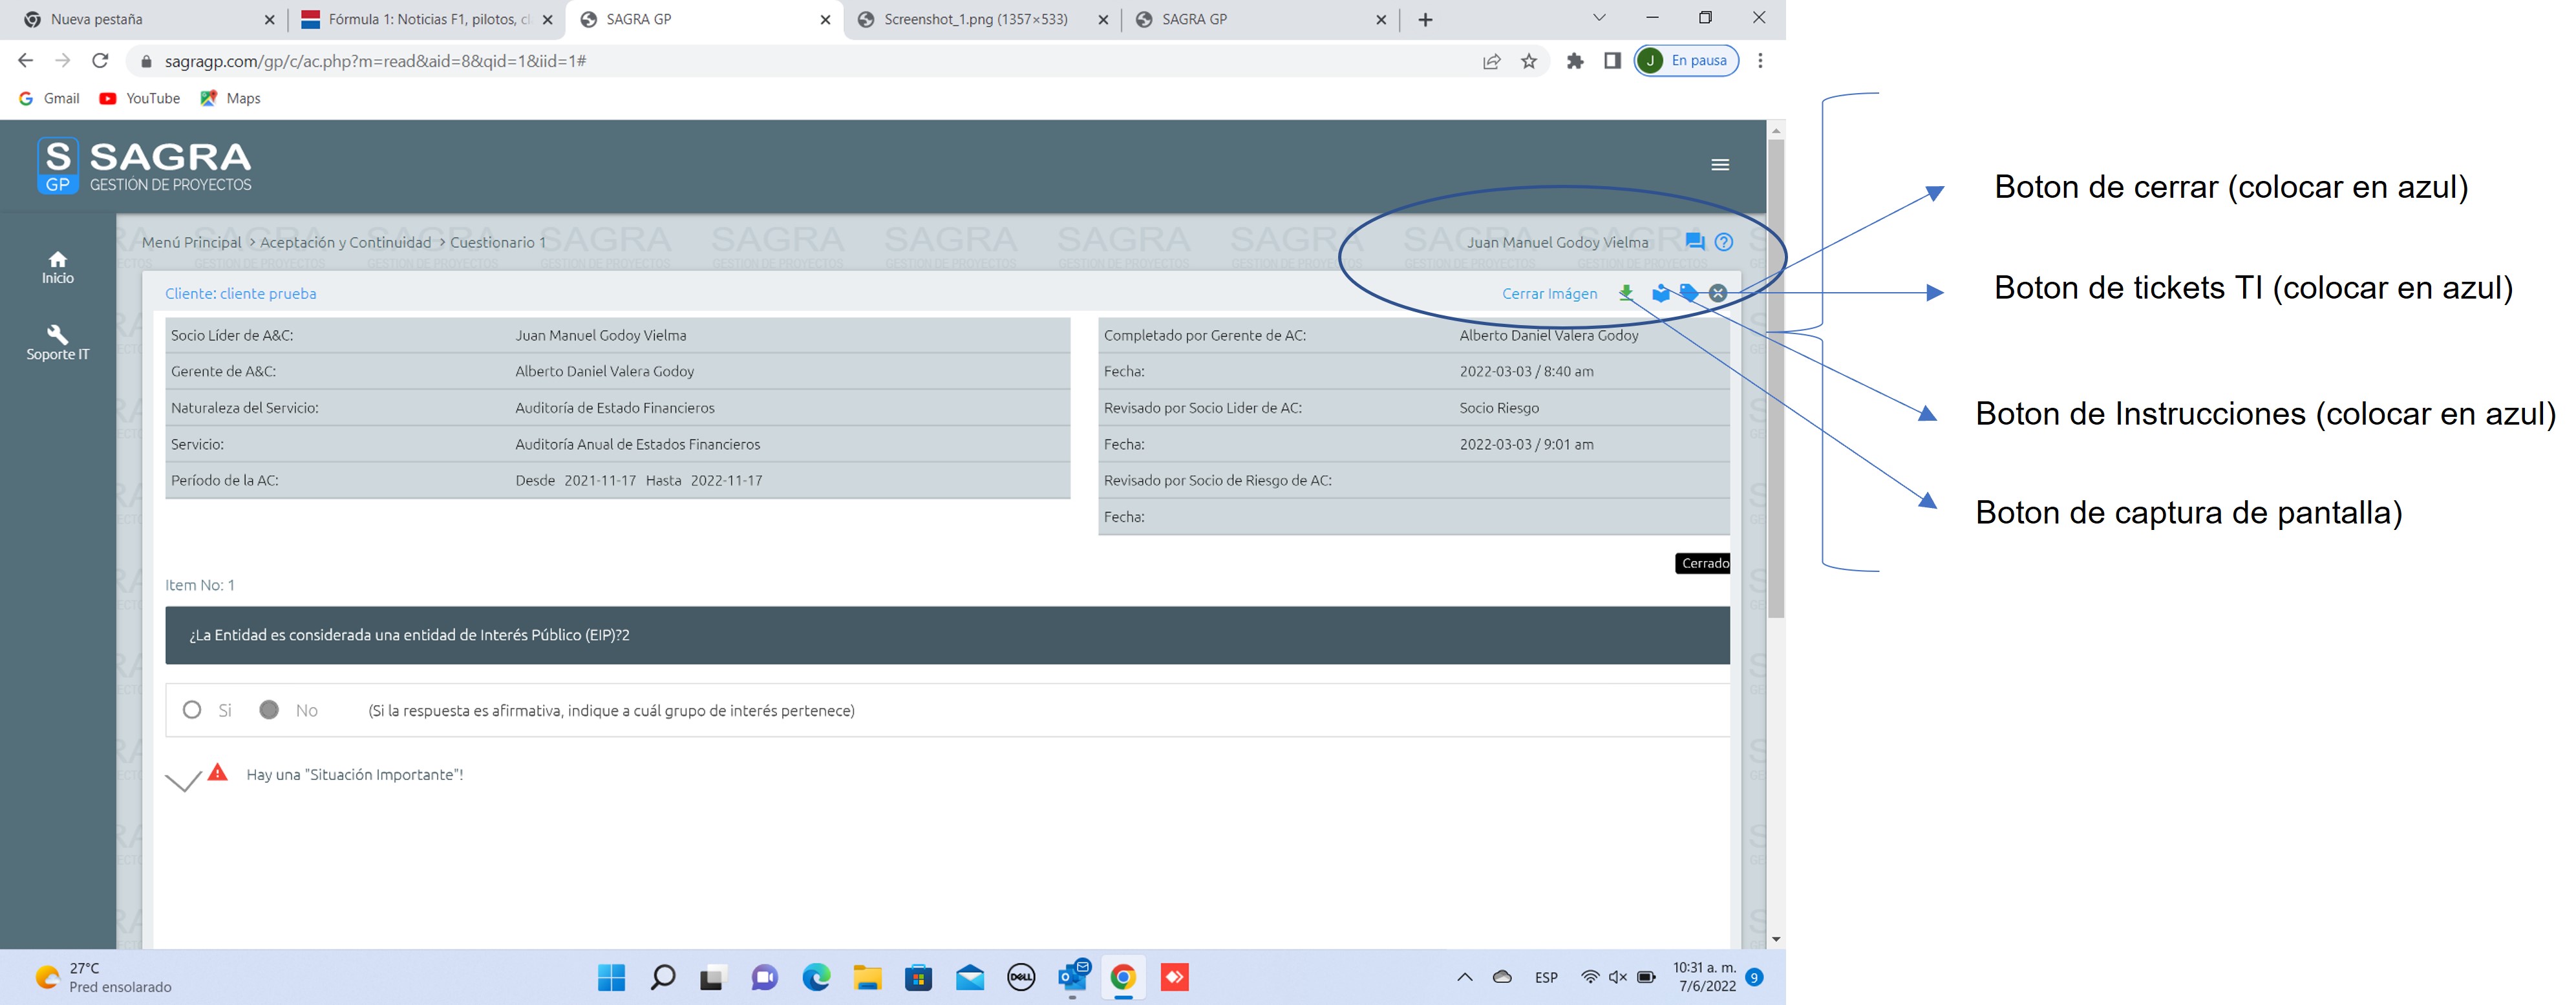 Nueva pestaña
Fórmula 1: Noticias F1, pilotos, cl
SAGRA GP
Screenshot_1.png (1357×533)
SAGRA GP
sagragp.com/gp/c/ac.php?m=read&aid=8&qid=1&iid=1#
J En pausa
Gmail YouTube Maps
S GP SAGRA
GESTIÓN DE PROYECTOS
Menú Principal > Aceptación y Continuidad > Cuestionario 1
Juan Manuel Godoy Vielma
Inicio
Soporte IT
Cliente: cliente prueba
Cerrar Imágen
Socio Líder de A&C: Juan Manuel Godoy Vielma
Gerente de A&C: Alberto Daniel Valera Godoy
Naturaleza del Servicio: Auditoría de Estado Financieros
Servicio: Auditoría Anual de Estados Financieros
Período de la AC: Desde 2021-11-17 Hasta 2022-11-17
Completado por Gerente de AC: Alberto Daniel Valera Godoy
Fecha: 2022-03-03 / 8:40 am
Revisado por Socio Lider de AC: Socio Riesgo
Fecha: 2022-03-03 / 9:01 am
Revisado por Socio de Riesgo de AC:
Fecha:
Cerrado
Item No: 1
¿La Entidad es considerada una entidad de Interés Público (EIP)?2
Si No (Si la respuesta es afirmativa, indique a cuál grupo de interés pertenece)
Hay una "Situación Importante"!
Boton de cerrar (colocar en azul)
Boton de tickets TI (colocar en azul)
Boton de Instrucciones (colocar en azul)
Boton de captura de pantalla)
27°C
Pred ensolarado
DELL
ESP
10:31 a. m.
7/6/2022
9